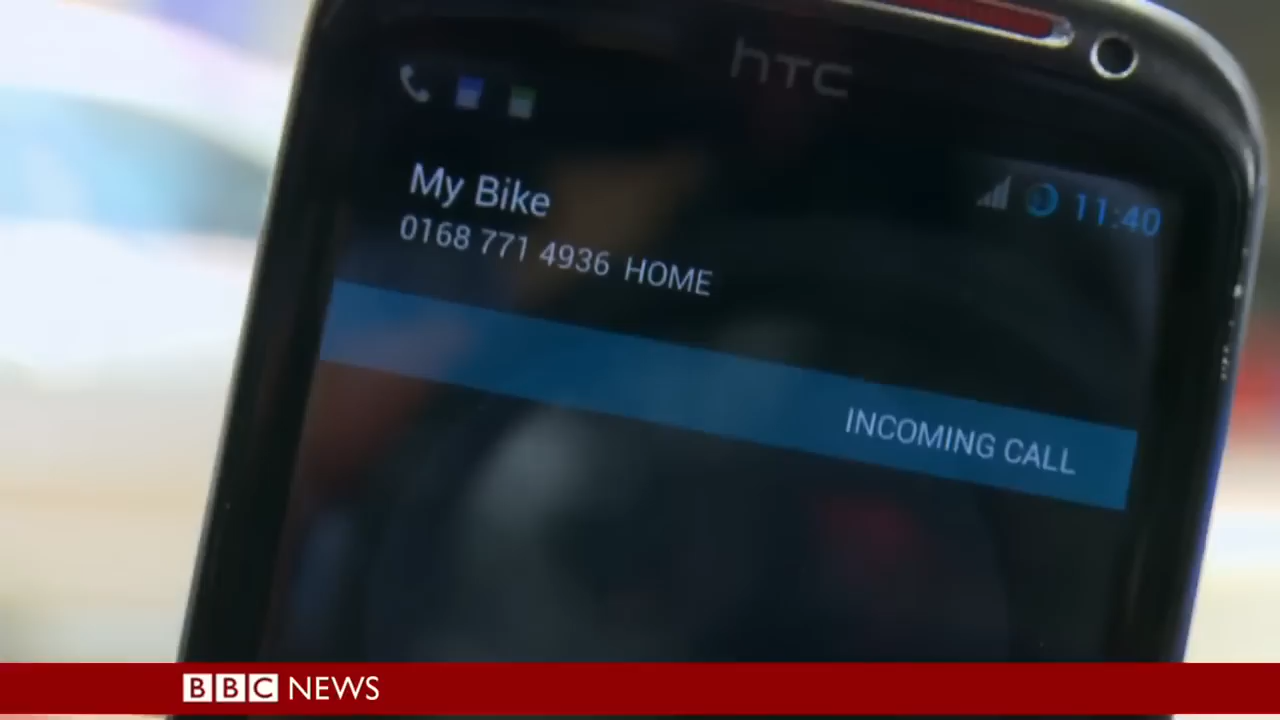 hTC
11:40
My Bike
0168 771 4936 HOME
INCOMING CALL
BBC NEWS